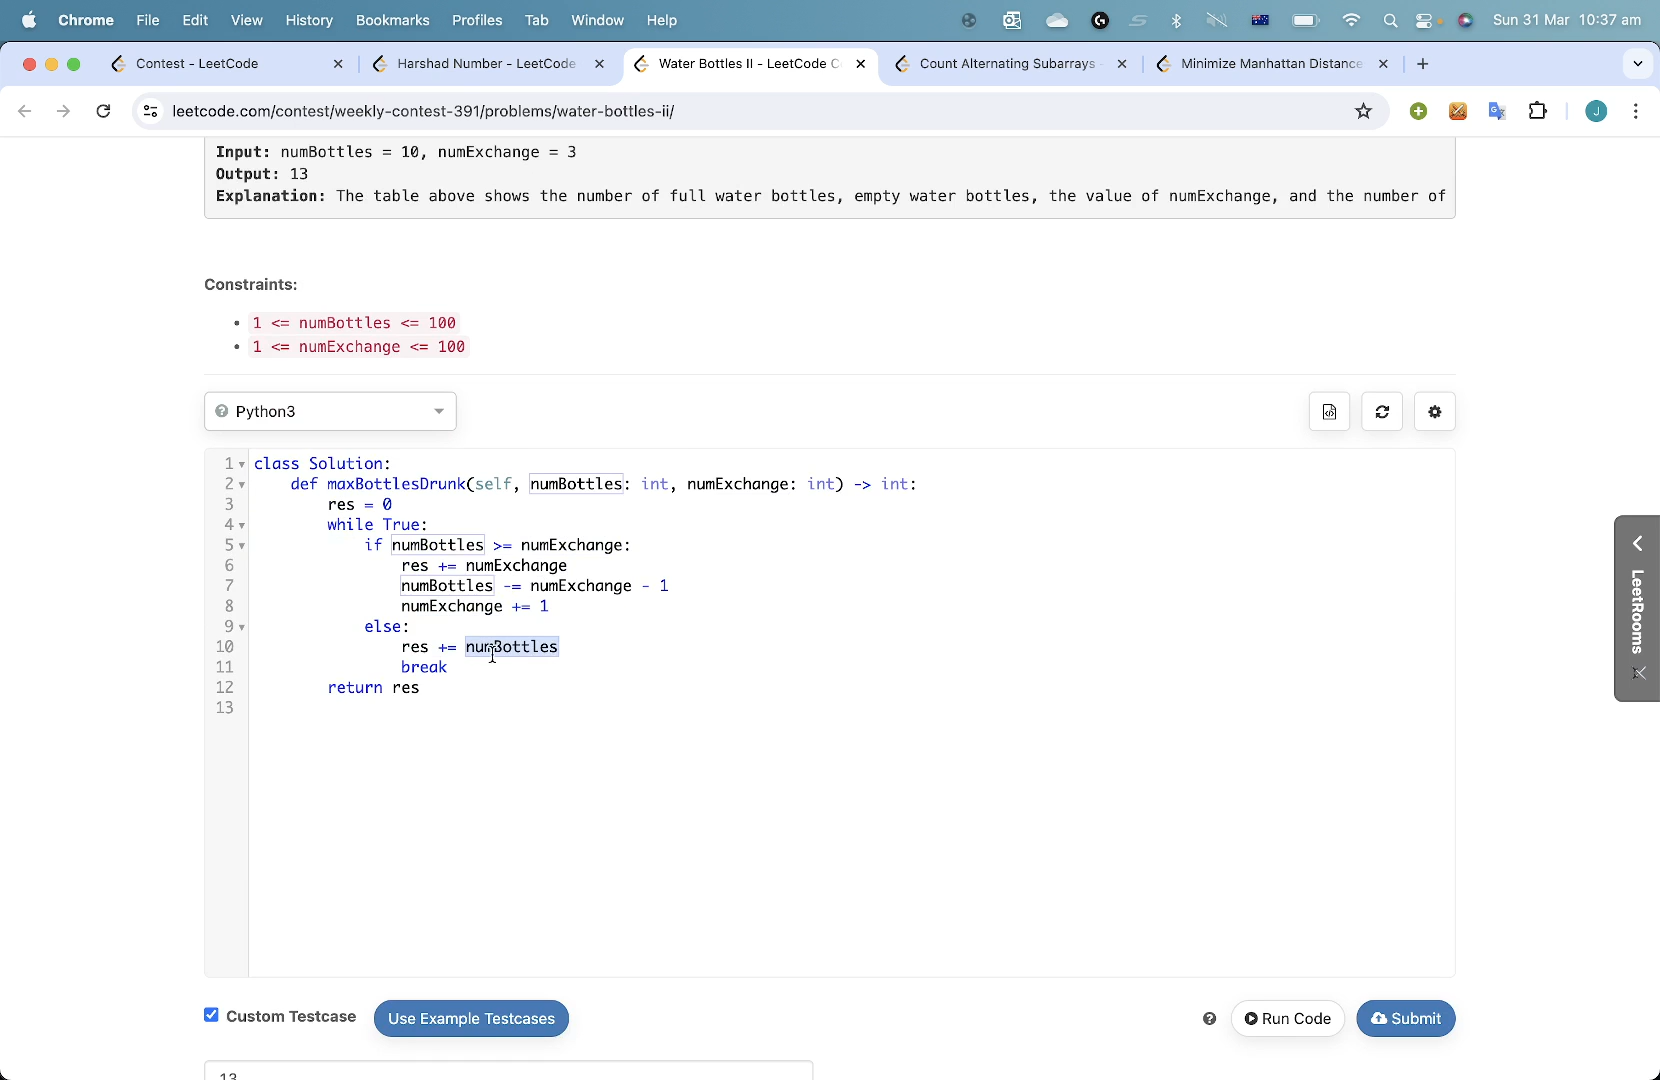 Chrome File Edit View History Bookmarks Profiles Tab Window Help Sun 31 Mar 10:37 am
Contest - LeetCode Harshad Number - LeetCode Water Bottles II - LeetCode C Count Alternating Subarrays - Minimize Manhattan Distance
leetcode.com/contest/weekly-contest-391/problems/water-bottles-ii/ J
Input: numBottles = 10, numExchange = 3
Output: 13
Explanation: The table above shows the number of full water bottles, empty water bottles, the value of numExchange, and the number of
Constraints:
• 1 <= numBottles <= 100
• 1 <= numExchange <= 100
Python3
1 class Solution:
2 def maxBottlesDrunk(self, numBottles: int, numExchange: int) -> int:
3 res = 0
4 while True:
5 if numBottles >= numExchange:
6 res += numExchange
7 numBottles -= numExchange - 1
8 numExchange += 1
9 else:
10 res += numBottles
11 break
12 return res
13
LeetRooms
Custom Testcase Use Example Testcases Run Code Submit
13